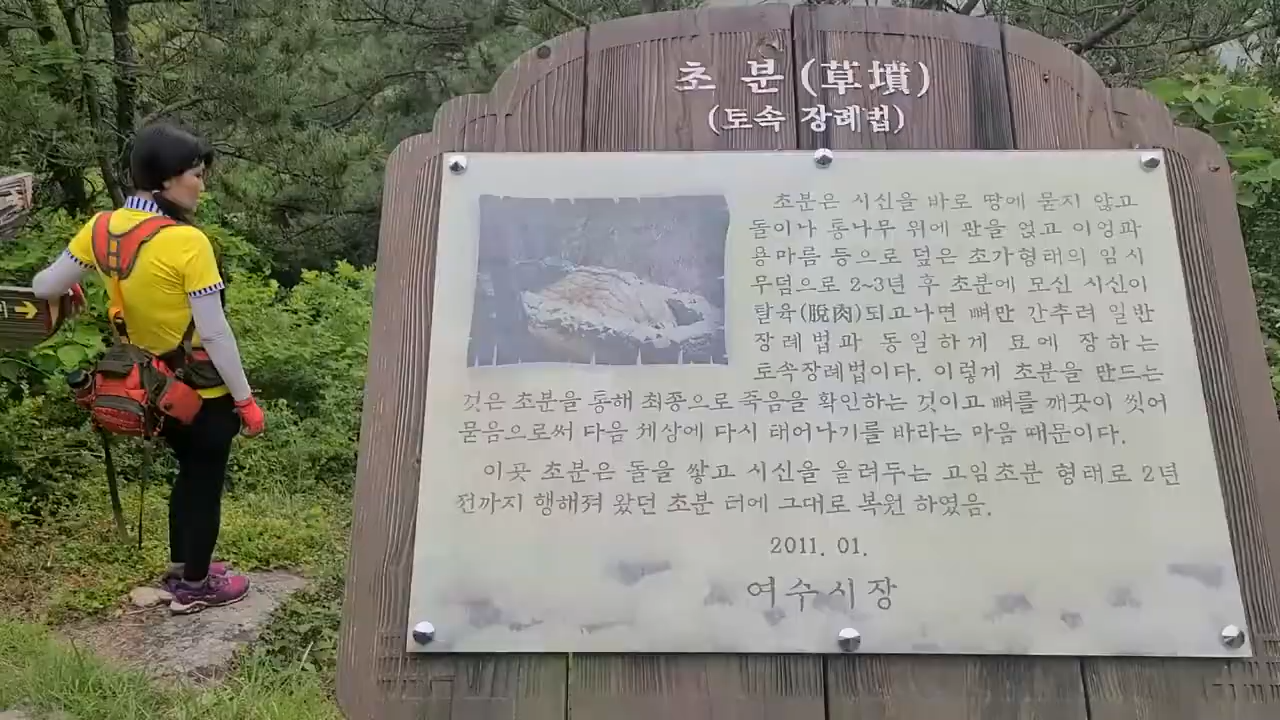 초 분(草墳)
(토속 장례법)
초분은 시신을 바로 땅에 묻지 않고
돌이나 통나무 위에 관을 얹고 이엉과
용마름 등으로 덮은 초가형태의 임시
무덤으로 2~3년 후 초분에 모신 시신이
탈육(脫肉)되고나면 뼈만 간추려 일반
장례법과 동일하게 묘에 장하는
토속장례법이다. 이렇게 초분을 만드는
것은 초분을 통해 최종으로 죽음을 확인하는 것이고 뼈를 깨끗이 씻어
묻음으로써 다음 세상에 다시 태어나기를 바라는 마음 때문이다.
이곳 초분은 돌을 쌓고 시신을 올려두는 고임초분 형태로 2년
전까지 행해져 왔던 초분 터에 그대로 복원 하였음.
2011. 01.
여수시장